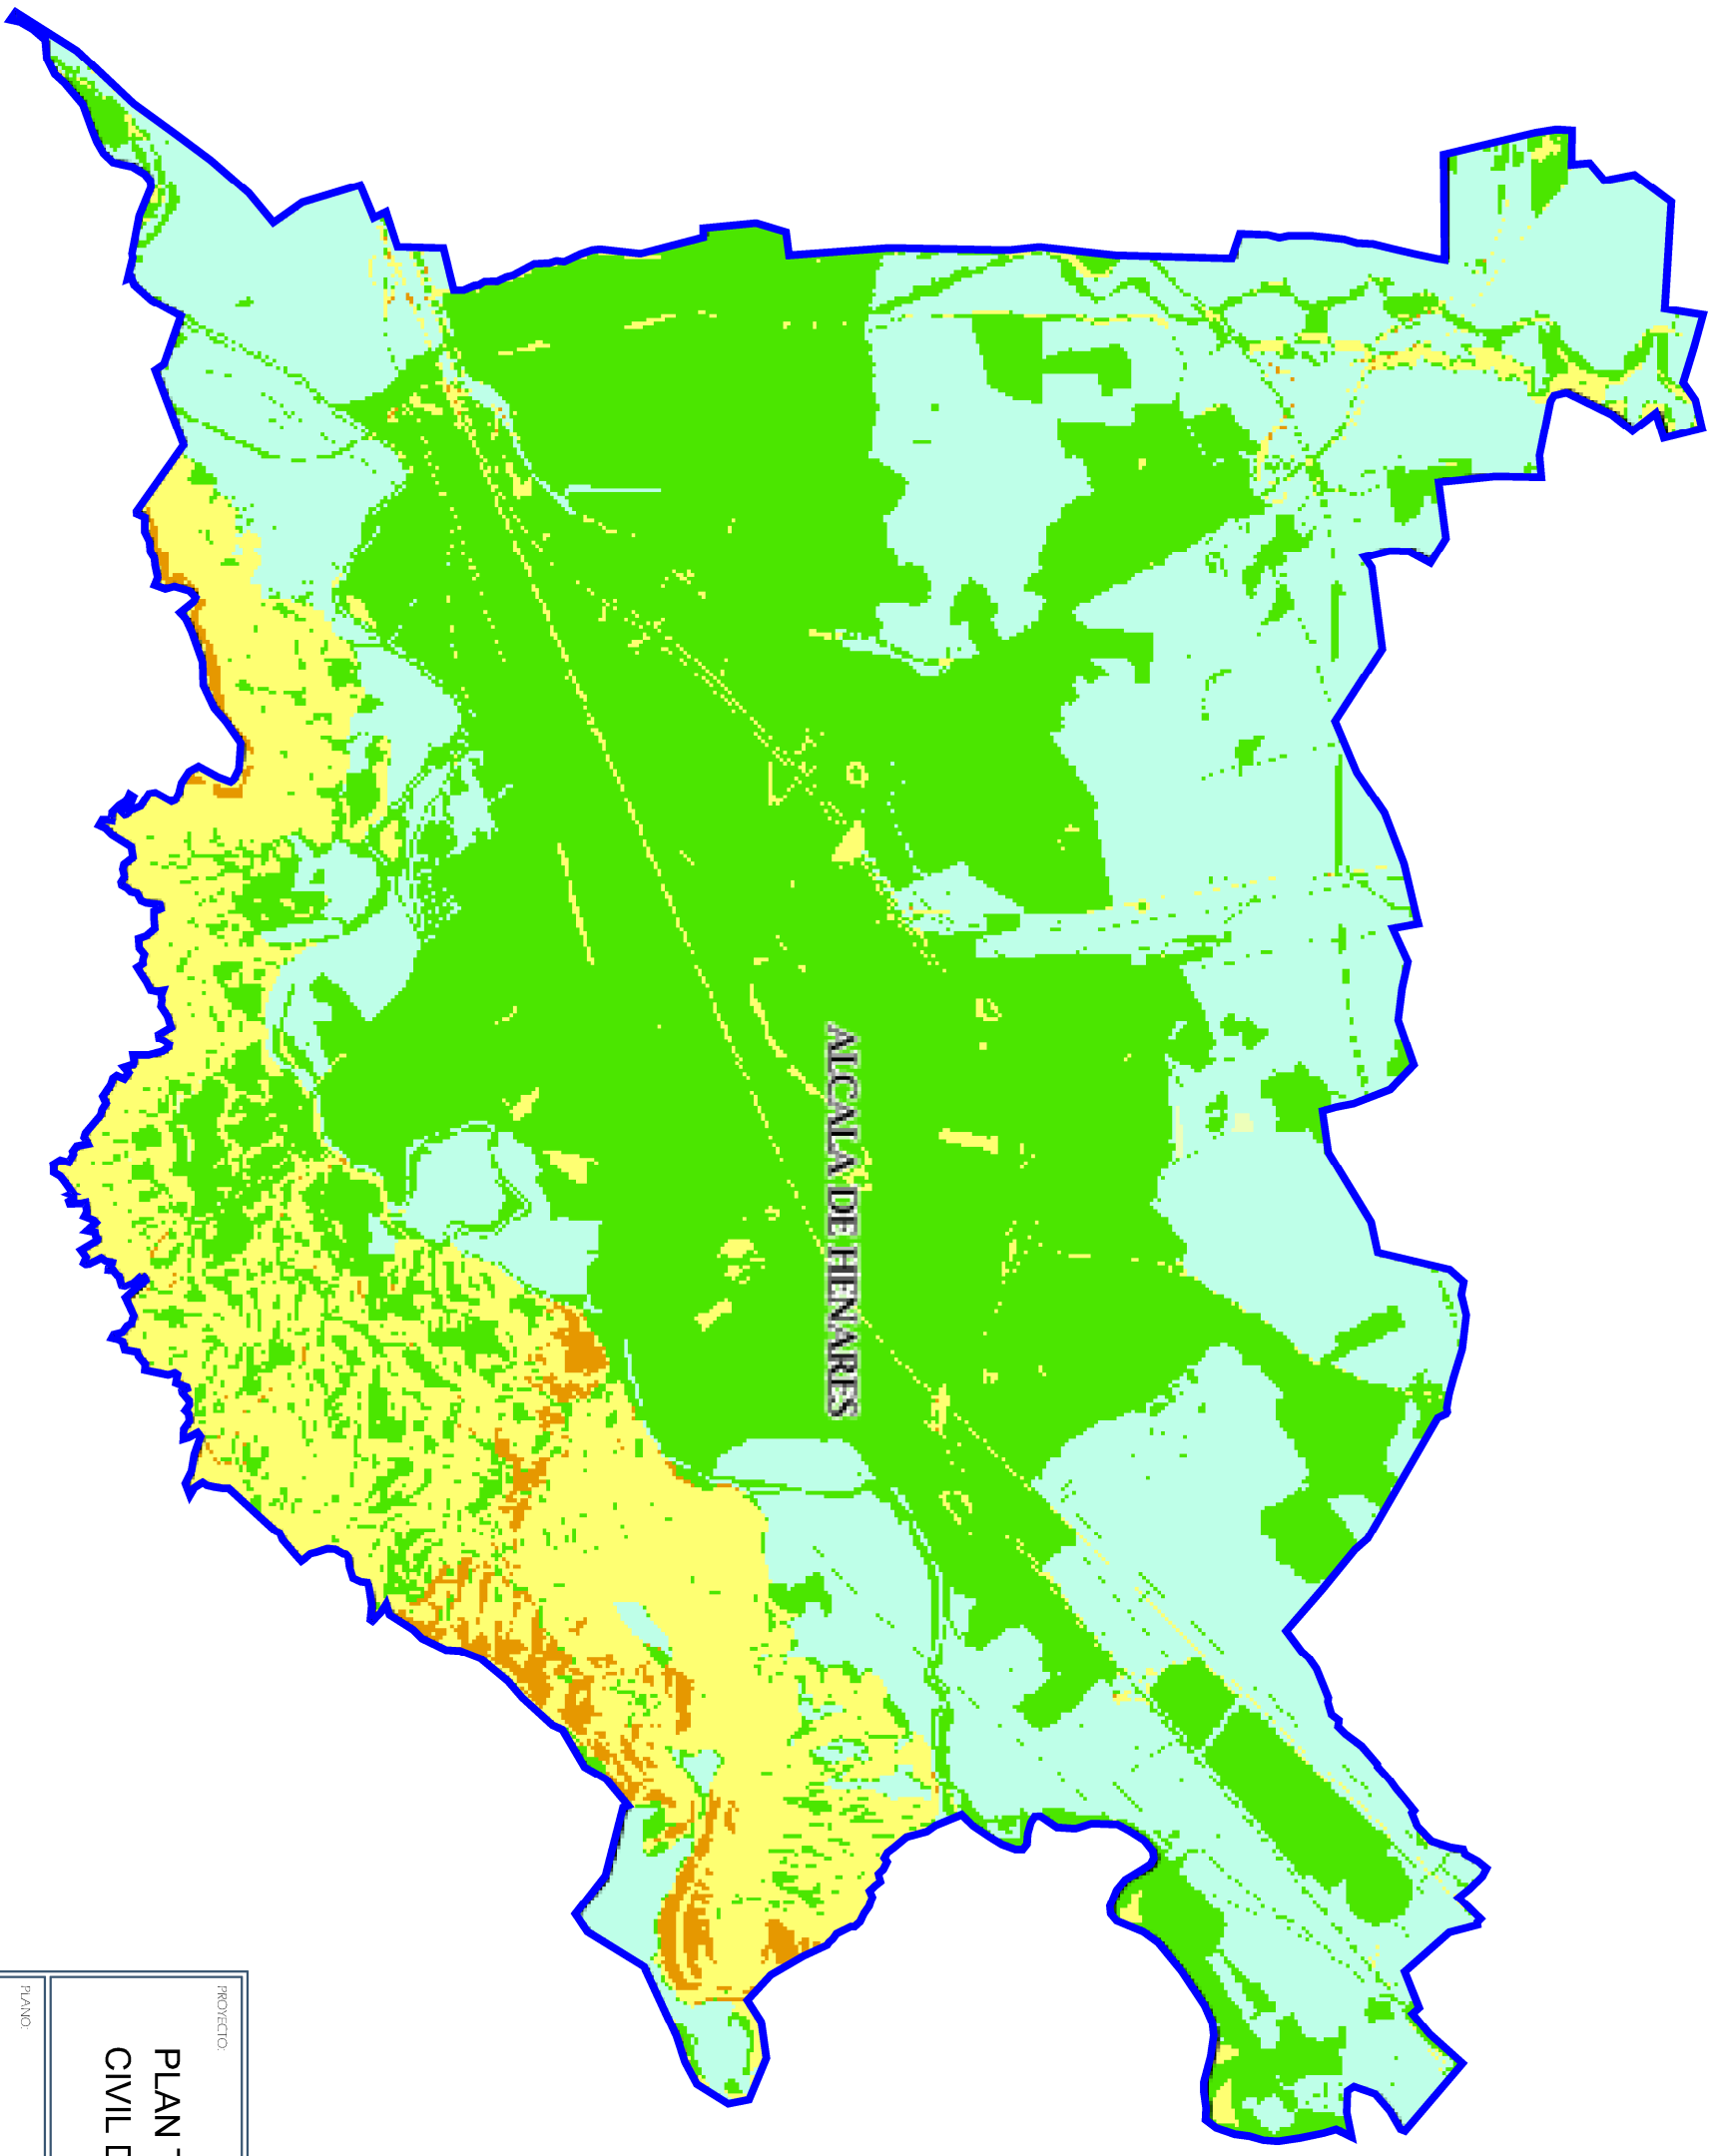 ALCALA DE HENARES
PROYECTO:
PLAN
CIVIL
PLANO: